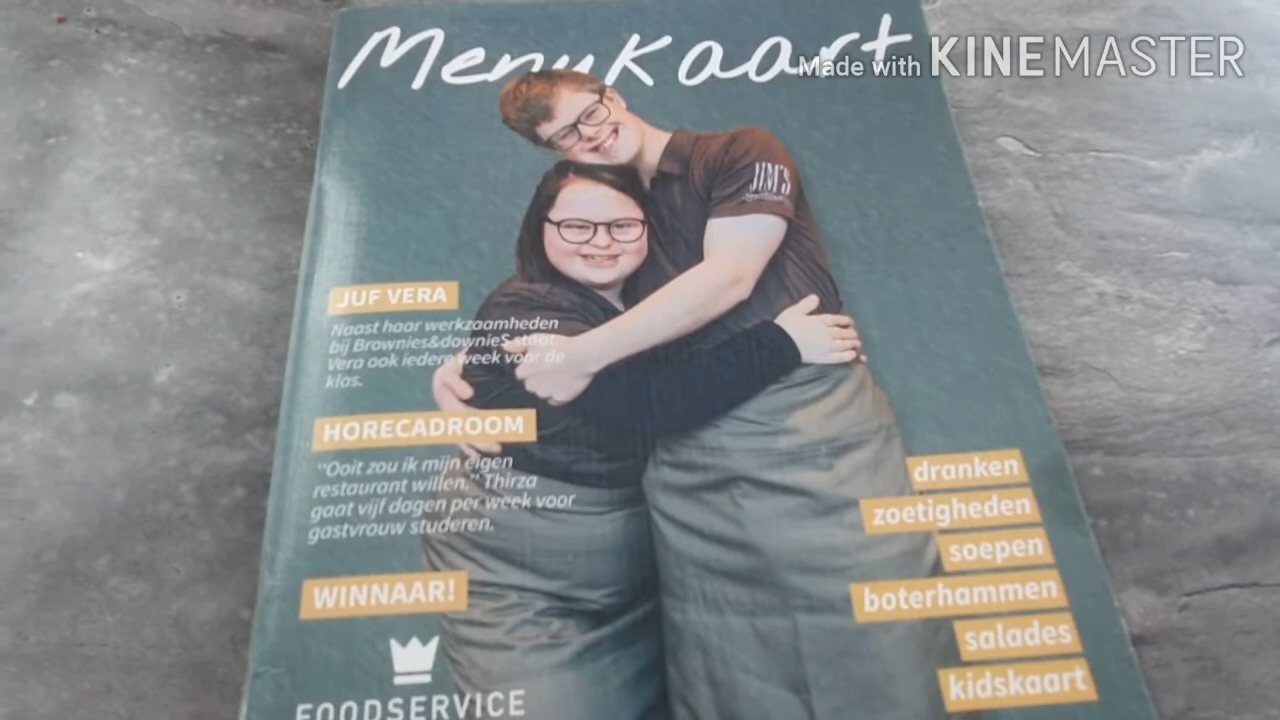 Menukaart
Made with KINEMASTER
JIM'S
JUF VERA
Naast haar werkzaamheden
bij Brownies&downieS staat
Vera ook iedere week voor de
klas.
HORECADROOM
"Ooit zou ik mijn eigen
restaurant willen." Thirza
gaat vijf dagen per week voor
gastvrouw studeren.
WINNAAR!
FOODSERVICE
dranken
zoetigheden
soepen
boterhammen
salades
kidskaart